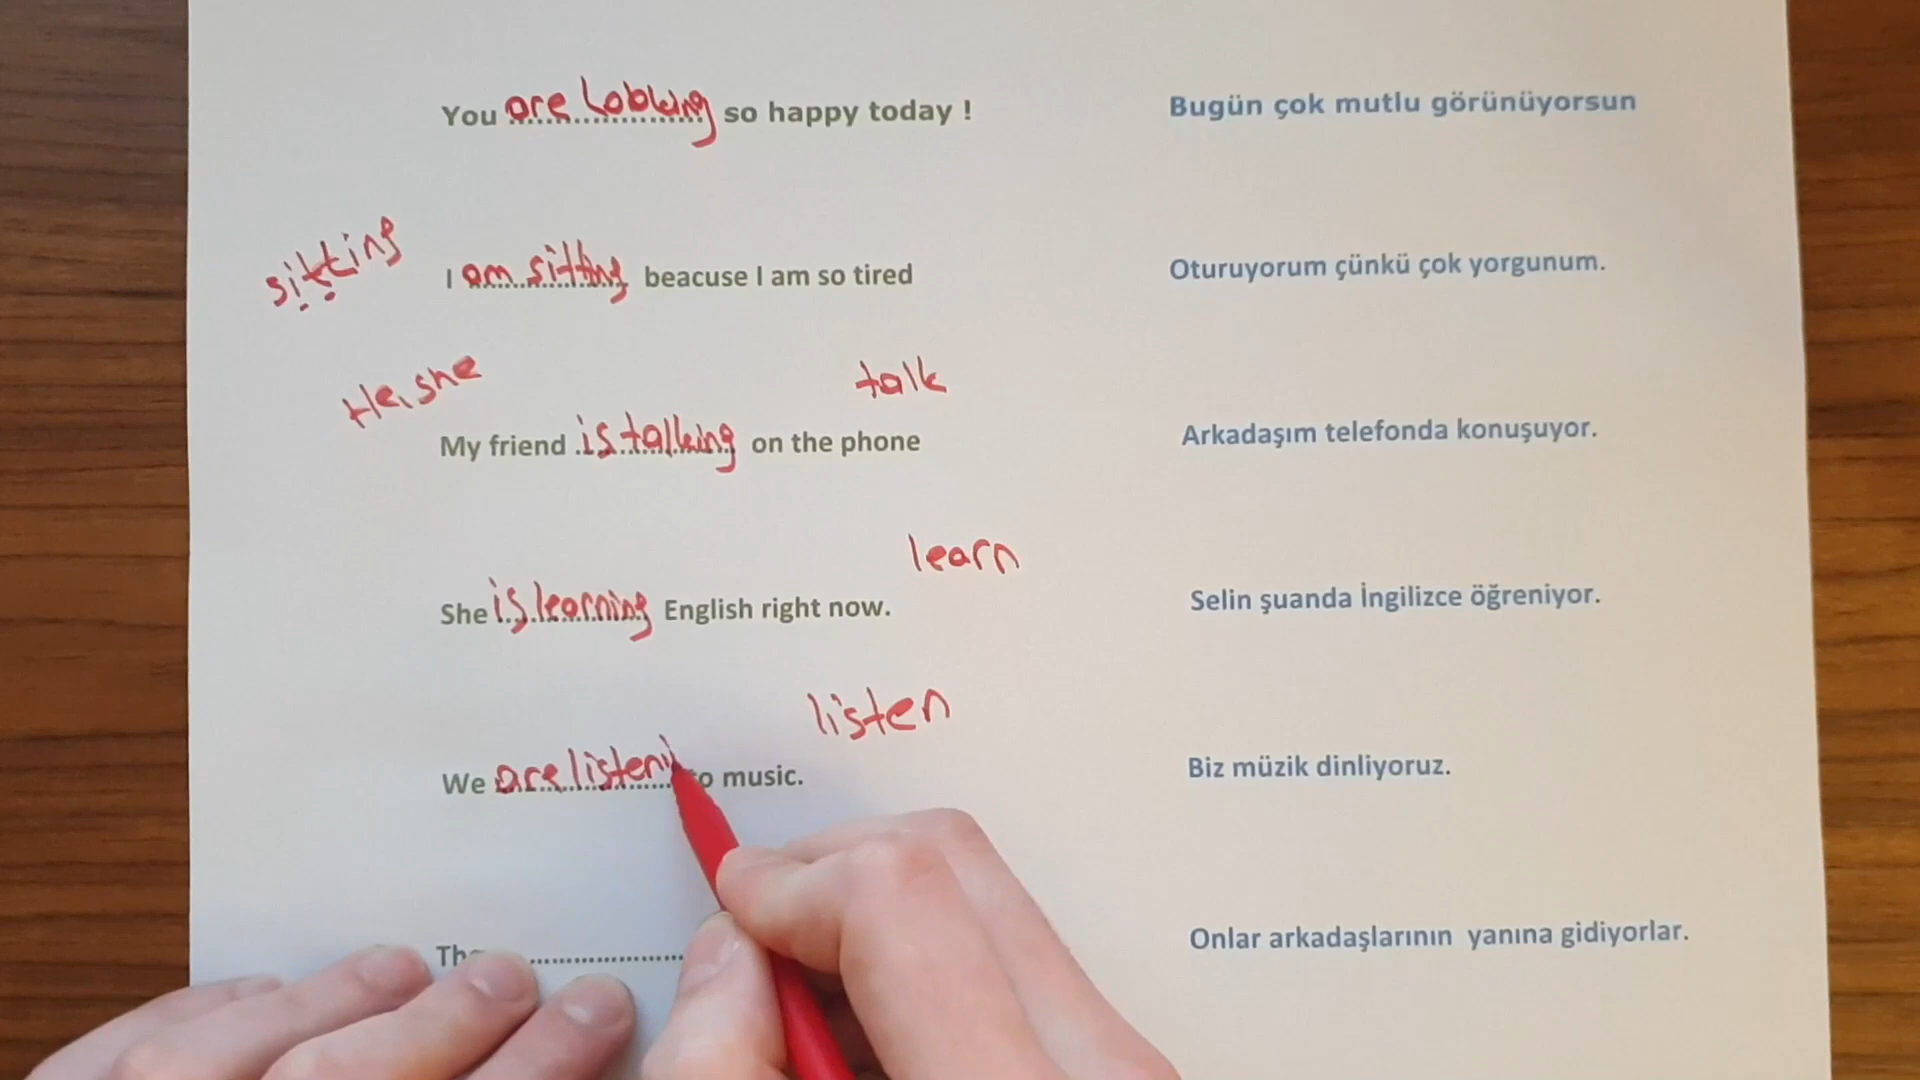 You are looking so happy today !
Bugün çok mutlu görünüyorsun
sitting
I am sitting beacuse I am so tired
Oturuyorum çünkü çok yorgunum.
He, she
talk
My friend is talking on the phone
Arkadaşım telefonda konuşuyor.
learn
She is learning English right now.
Selin şuanda İngilizce öğreniyor.
listen
We are listeni music.
Biz müzik dinliyoruz.
Onlar arkadaşlarının yanına gidiyorlar.